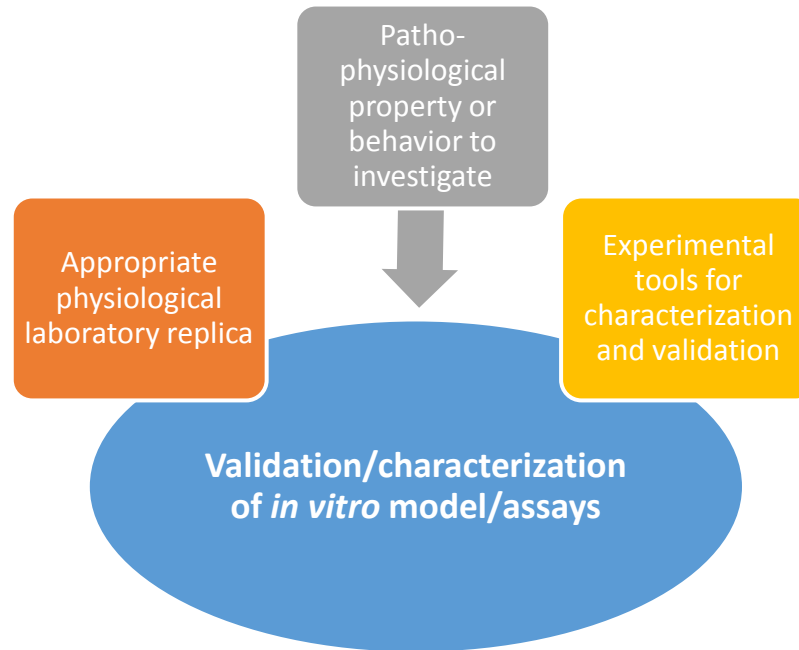 Patho-
physiological
property or
behavior to
investigate
Appropriate
physiological
laboratory replica
Experimental
tools for
characterization
and validation
Validation/characterization
of in vitro model/assays